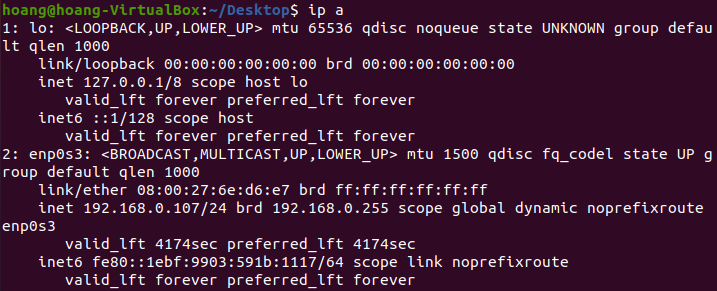 hoang@hoang-VirtualBox:~/Desktop$ ip a
1: lo: <LOOPBACK,UP,LOWER_UP> mtu 65536 qdisc noqueue state UNKNOWN group defau
lt qlen 1000
    link/loopback 00:00:00:00:00:00 brd 00:00:00:00:00:00
    inet 127.0.0.1/8 scope host lo
       valid_lft forever preferred_lft forever
    inet6 ::1/128 scope host
       valid_lft forever preferred_lft forever
2: enp0s3: <BROADCAST,MULTICAST,UP,LOWER_UP> mtu 1500 qdisc fq_codel state UP g
roup default qlen 1000
    link/ether 08:00:27:6e:d6:e7 brd ff:ff:ff:ff:ff:ff
    inet 192.168.0.107/24 brd 192.168.0.255 scope global dynamic noprefixroute
enp0s3
       valid_lft 4174sec preferred_lft 4174sec
    inet6 fe80::1ebf:9903:591b:1117/64 scope link noprefixroute
       valid_lft forever preferred_lft forever